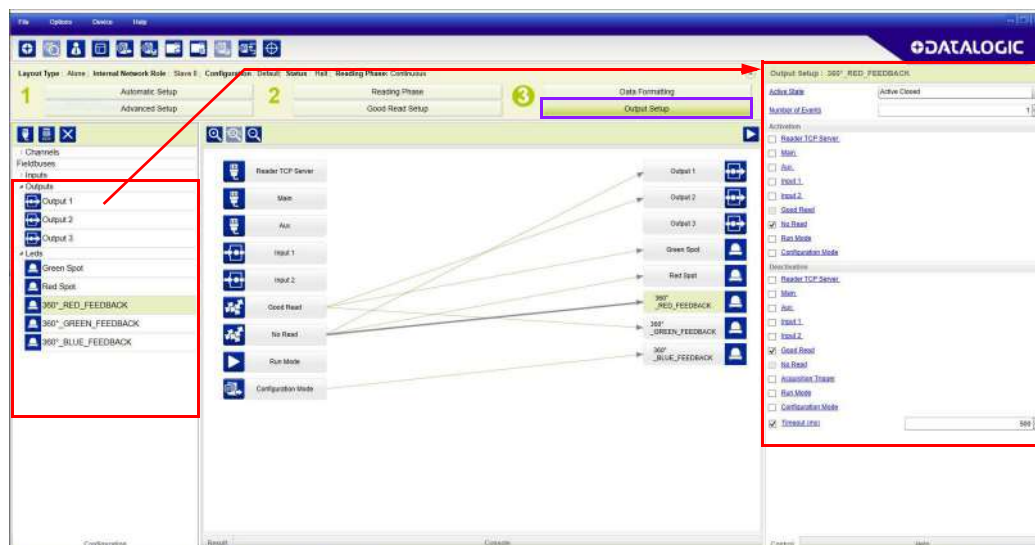 File Options Device Help
DATALOGIC
Layout Type : Alone ; Internal Network Role : Slave 0 ; Configuration : Default; Status : Halt ; Reading Phase: Continuous
1
Automatic Setup
Advanced Setup
2
Reading Phase
Good Read Setup
3
Data Formatting
Output Setup
Channels
Fieldbuses
Inputs
Outputs
Output 1
Output 2
Output 3
Leds
Green Spot
Red Spot
360°_RED_FEEDBACK
360°_GREEN_FEEDBACK
360°_BLUE_FEEDBACK
Configuration
Reader TCP Server
Main
Aux
Input 1
Input 2
Good Read
No Read
Run Mode
Configuration Mode
Output 1
Output 2
Output 3
Green Spot
Red Spot
360°
_RED_FEEDBACK
360°
_GREEN_FEEDBACK
360°
_BLUE_FEEDBACK
Result
Console
Output Setup : 360°_RED_FEEDBACK
Active State Active Closed
Number of Events 1
Activation
Reader TCP Server
Main
Aux
Input 1
Input 2
Good Read
No Read
Run Mode
Configuration Mode
Deactivation
Reader TCP Server
Main
Aux
Input 1
Input 2
Good Read
No Read
Acquisition Trigger
Run Mode
Configuration Mode
Timeout (ms) 500
Control Help